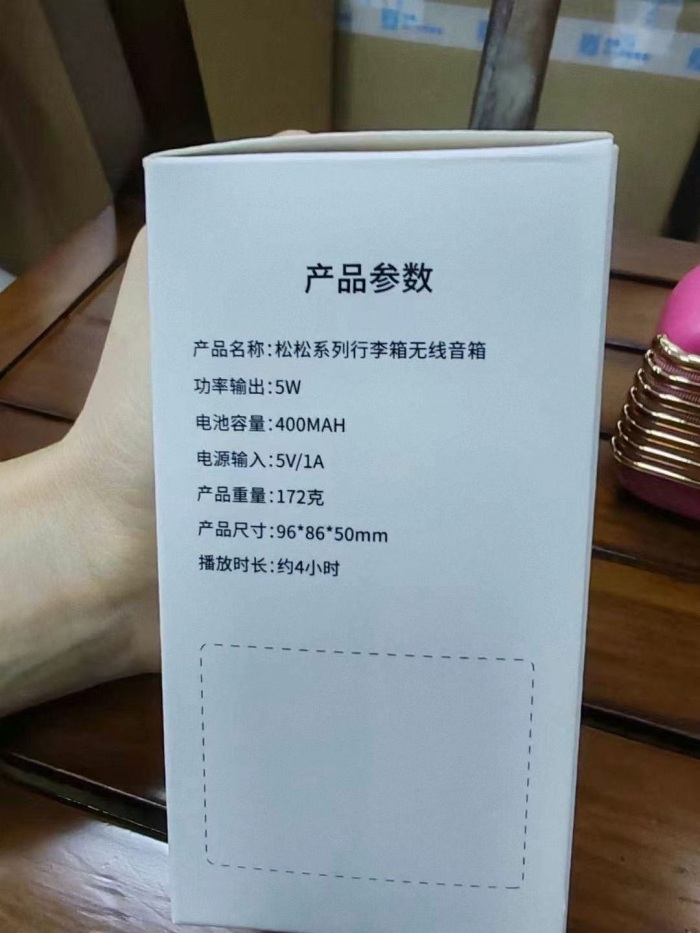 产品参数
产品名称:松松系列行李箱无线音箱
功率输出:5W
电池容量:400MAH
电源输入:5V/1A
产品重量:172克
产品尺寸:96*86*50mm
播放时长:约4小时